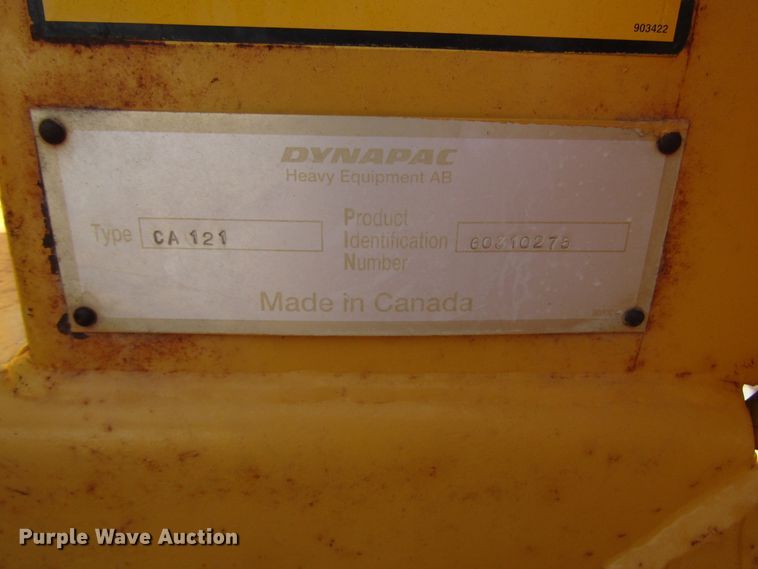 903422
DYNAPAC
Heavy Equipment AB
Type CA 121
Product
Identification
Number
Made in Canada
Purple Wave Auction